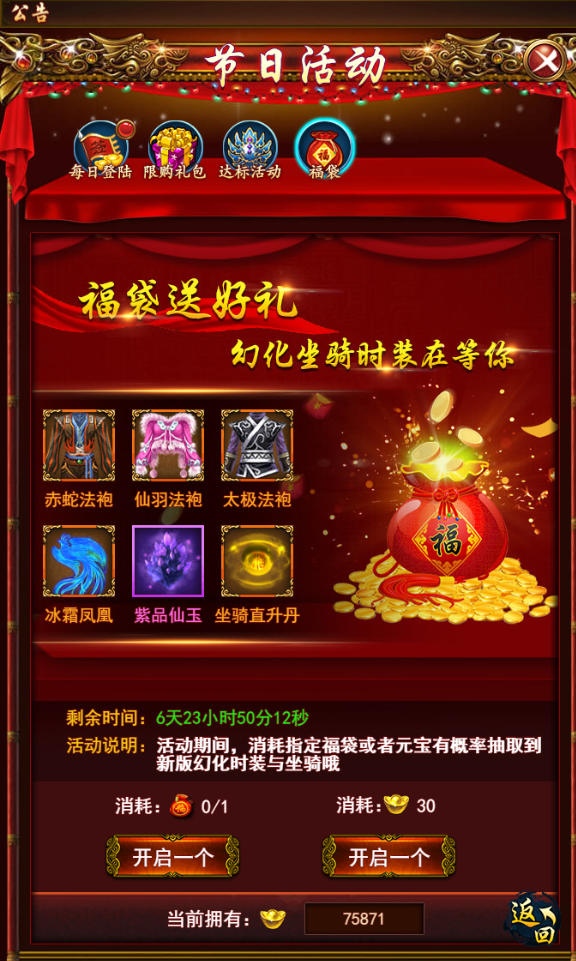 公告
节日活动
每日登陆 限购礼包 达标活动 福袋
福袋送好礼
幻化坐骑时装在等你
赤蛇法袍 仙羽法袍 太极法袍
福
冰霜凤凰 紫品仙玉 坐骑直升丹
剩余时间：6天23小时50分12秒
活动说明：活动期间，消耗指定福袋或者元宝有概率抽取到
新版幻化时装与坐骑哦
消耗： 0/1 消耗： 30
开启一个 开启一个
当前拥有： 75871
返回